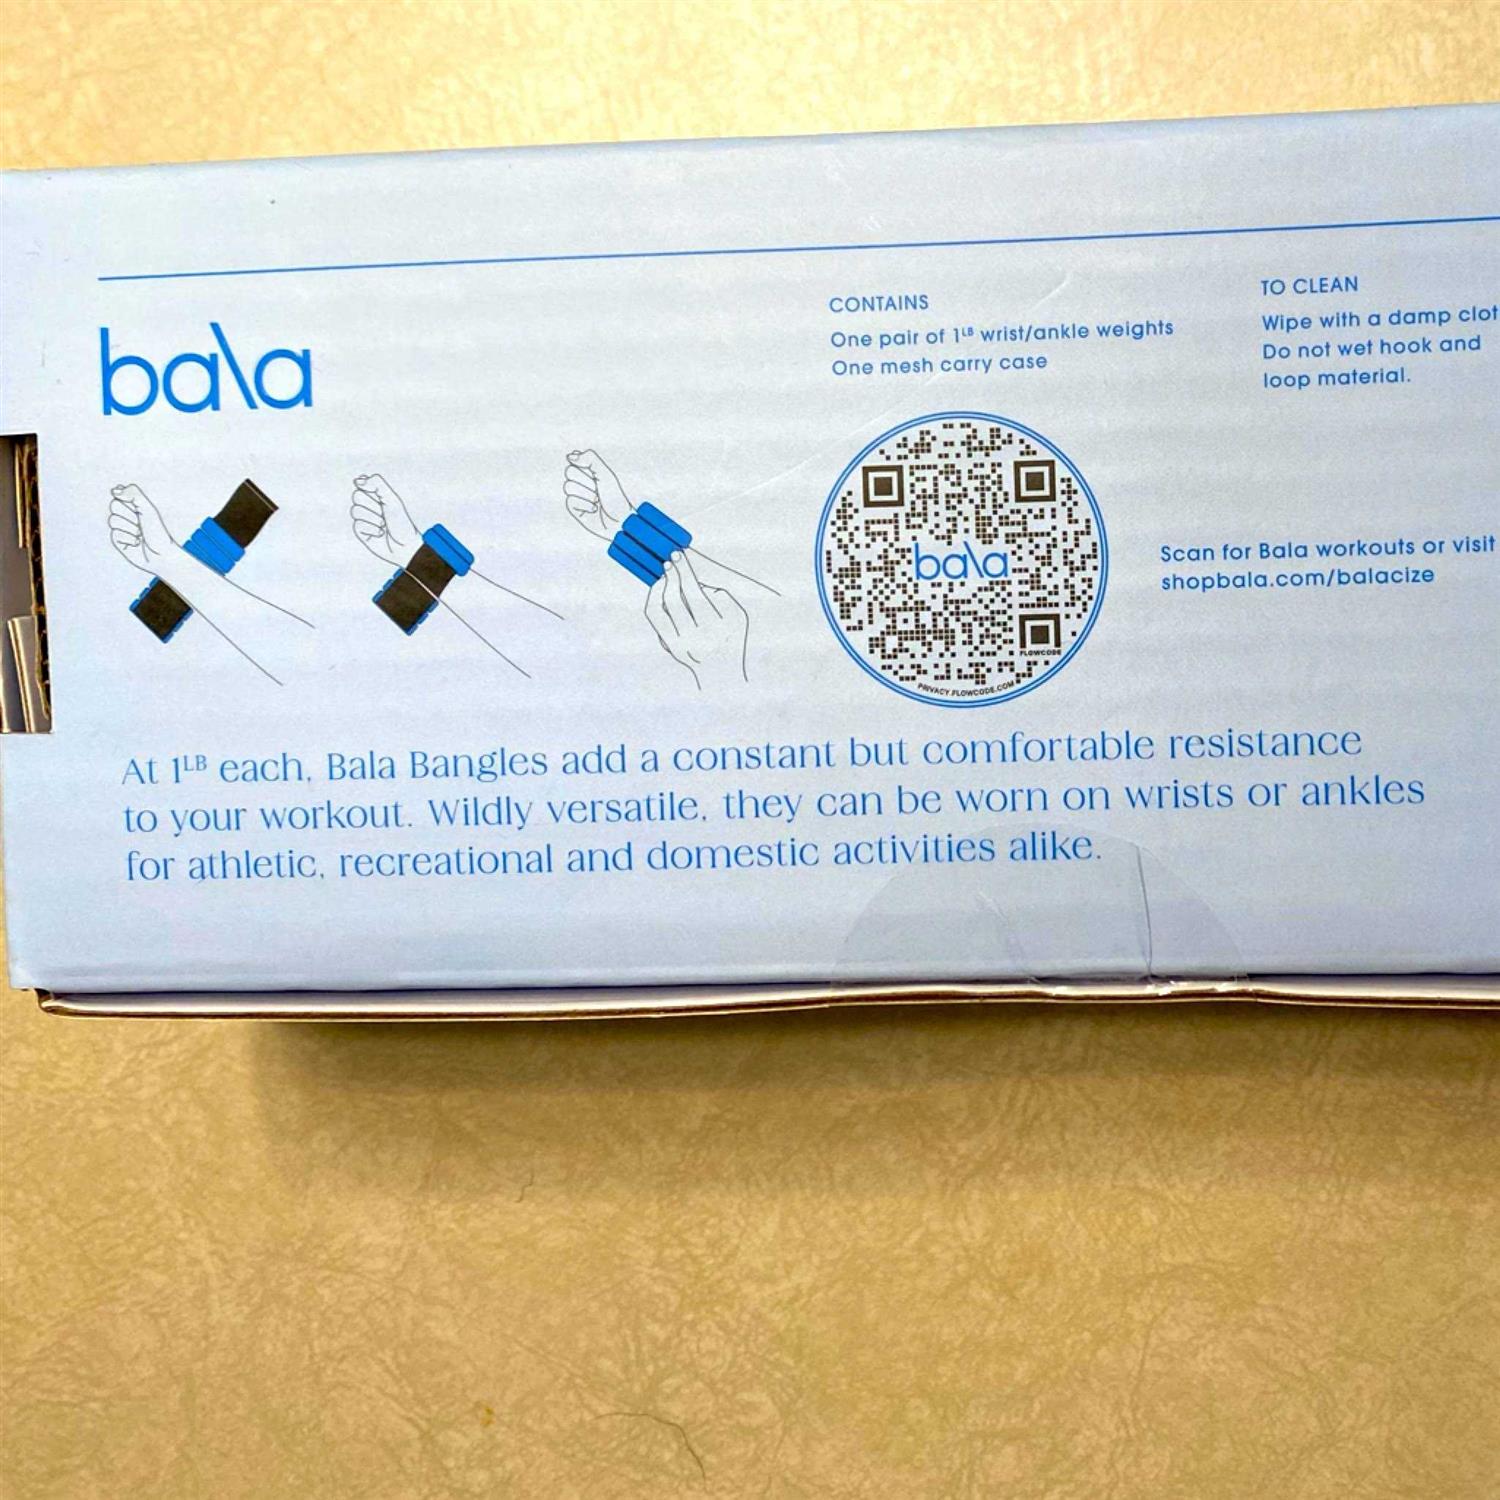 bala
CONTAINS
One pair of 1LB wrist/ankle weights
One mesh carry case
TO CLEAN
Wipe with a damp clot
Do not wet hook and
loop material.
bala
FLOWCODE
PRIVACY.FLOWCODE.COM
Scan for Bala workouts or visit
shopbala.com/balacize
At 1LB each, Bala Bangles add a constant but comfortable resistance
to your workout. Wildly versatile, they can be worn on wrists or ankles
for athletic, recreational and domestic activities alike.